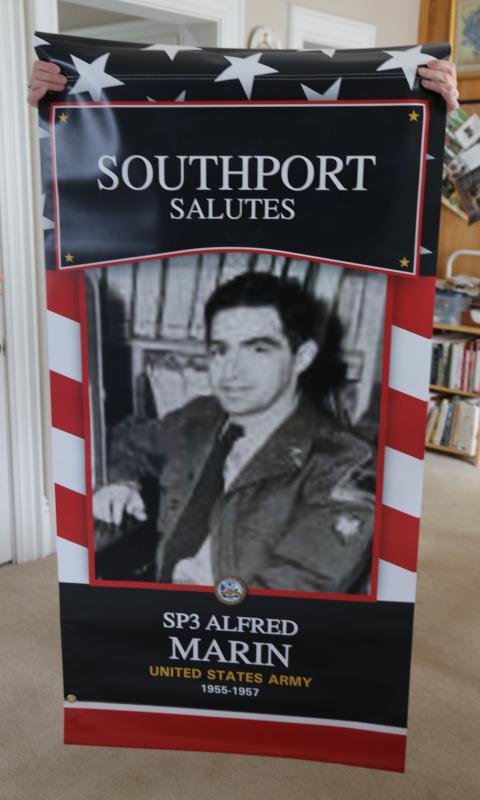 SOUTHPORT
SALUTES
SP3 ALFRED
MARIN
UNITED STATES ARMY
1955-1957